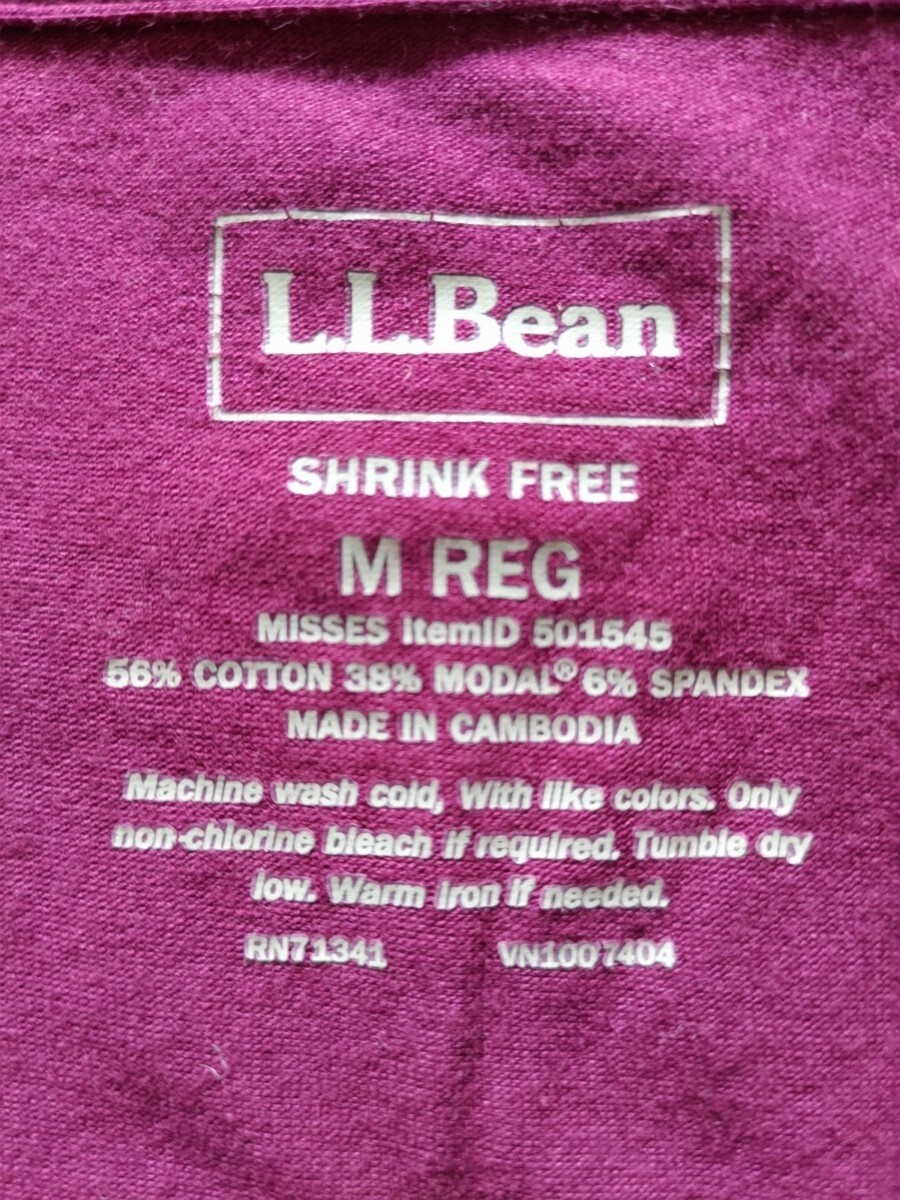 L.L.Bean
SHRINK FREE
M REG
MISSES ItemID 501545
56% COTTON 38% MODAL® 6% SPANDEX
MADE IN CAMBODIA
Machine wash cold, With like colors. Only
non-chlorine bleach if required. Tumble dry
low. Warm iron if needed.
RN71341 VN1007404